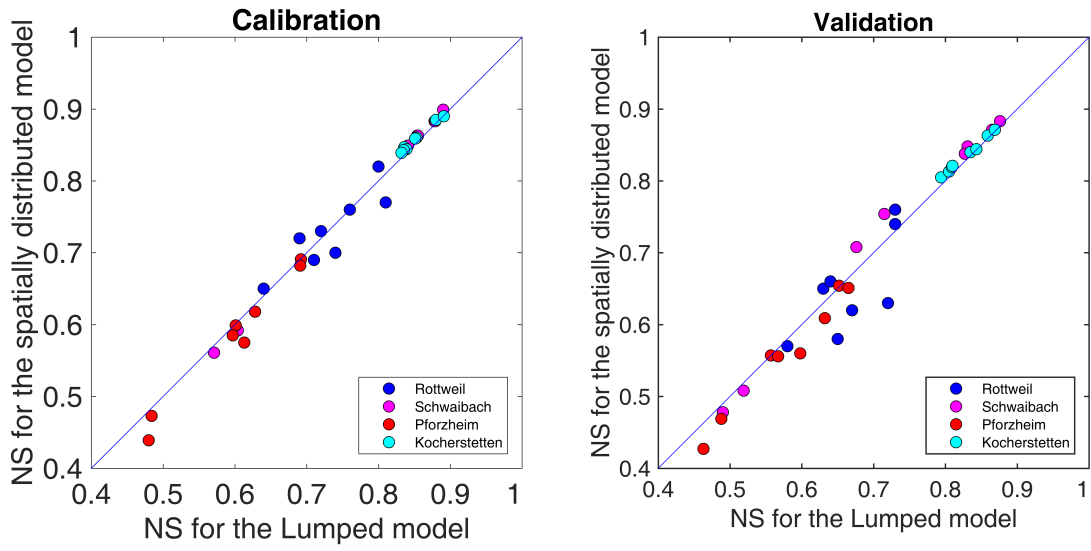 Calibration
NS for the spatially distributed model
1
0.9
0.8
0.7
0.6
0.5
0.4
0.4 0.5 0.6 0.7 0.8 0.9 1
NS for the Lumped model
Rottweil
Schwaibach
Pforzheim
Kocherstetten
Validation
NS for the spatially distributed model
1
0.9
0.8
0.7
0.6
0.5
0.4
0.4 0.5 0.6 0.7 0.8 0.9 1
NS for the Lumped model
Rottweil
Schwaibach
Pforzheim
Kocherstetten